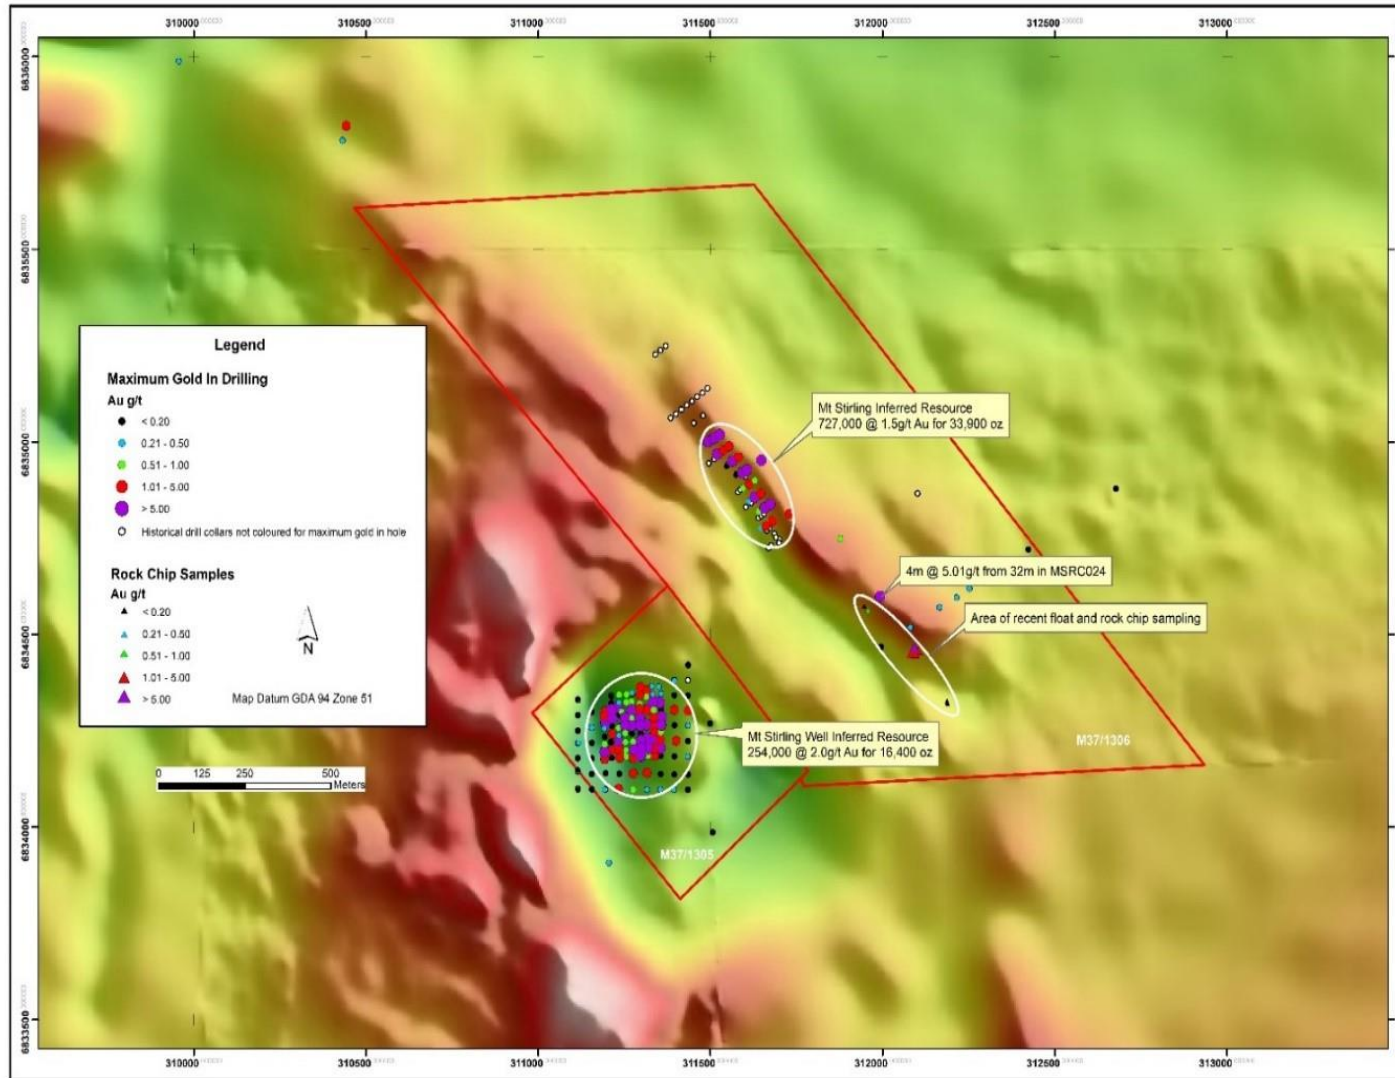 310000
310500
311000
311500
312000
312500
313000
6836000
6835500
6835000
6834500
6834000
6833500
Legend
Maximum Gold In Drilling
Au g/t
< 0.20
0.21 - 0.50
0.51 - 1.00
1.01 - 5.00
> 5.00
Historical drill collars not coloured for maximum gold in hole
Rock Chip Samples
Au g/t
< 0.20
0.21 - 0.50
0.51 - 1.00
1.01 - 5.00
> 5.00
N
Map Datum GDA 94 Zone 51
0 125 250 500
Meters
Mt Stirling Inferred Resource
727,000 @ 1.5g/t Au for 33,900 oz
4m @ 5.01g/t from 32m in MSRC024
Area of recent float and rock chip sampling
Mt Stirling Well Inferred Resource
254,000 @ 2.0g/t Au for 16,400 oz
M37/1306
M37/1305
310000
310500
311000
311500
312000
312500
313000